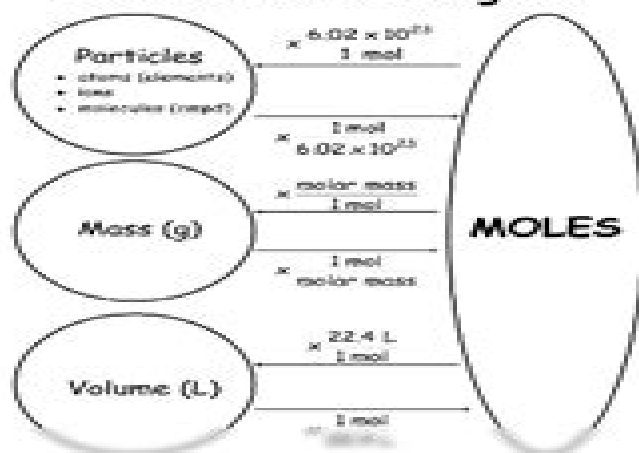 Particles
• atoms (elements)
• ions
• molecules (cmpd)
Mass (g)
Volume (L)
x 6.02 x 10²³
1 mol
1 mol
x 6.02 x 10²³
x molar mass
1 mol
1 mol
x molar mass
x 22.4 L
1 mol
1 mol
MOLES